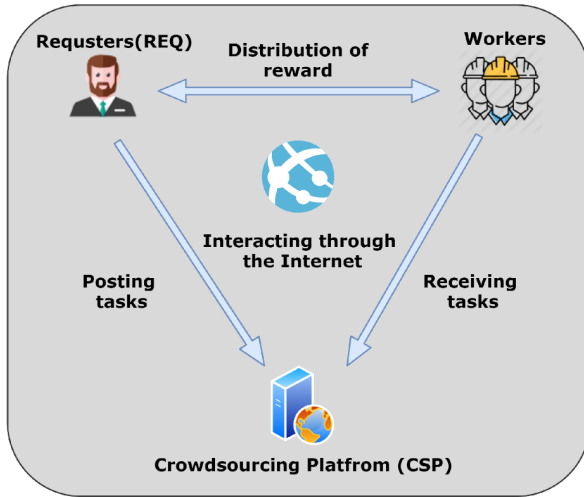 Requsters(REQ)
Workers
Distribution of
reward
Interacting through
the Internet
Posting
tasks
Receiving
tasks
Crowdsourcing Platfrom (CSP)